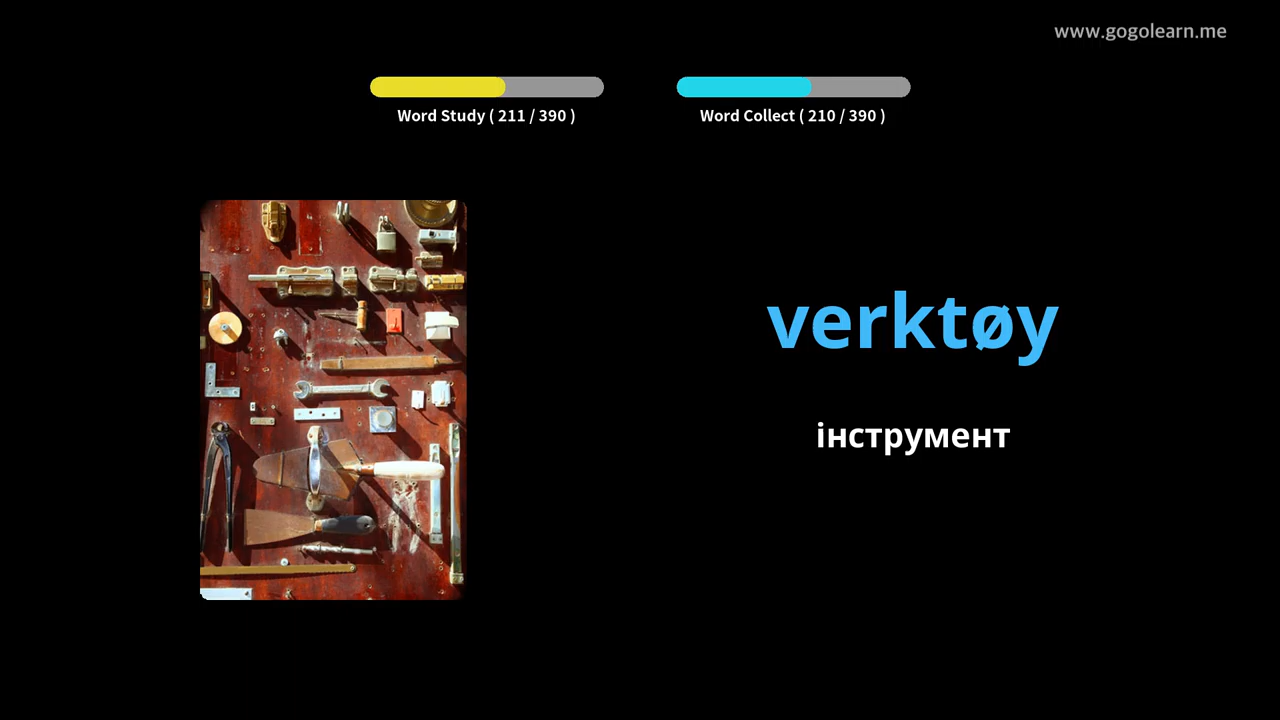 www.gogolearn.me
Word Study ( 211 / 390 )
Word Collect ( 210 / 390 )
verktøy
інструмент